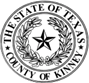 THE STATE OF TEXAS
COUNTY OF KINNEY